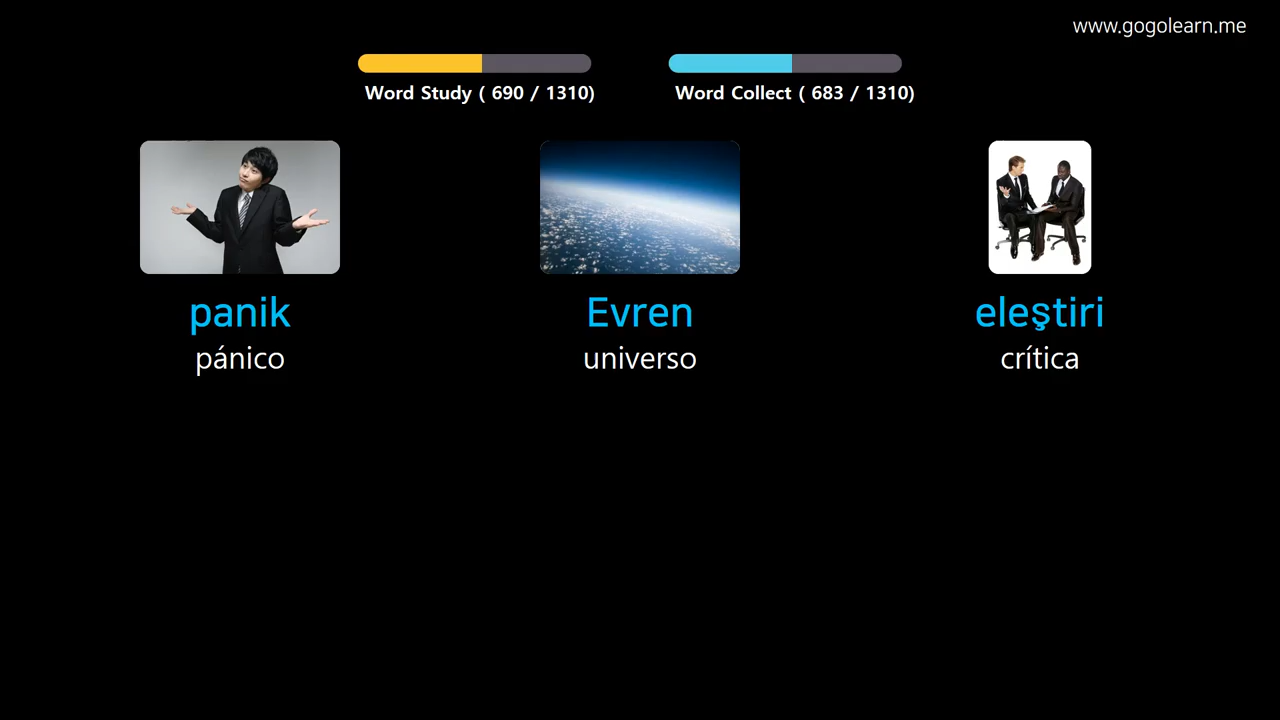 www.gogolearn.me
Word Study ( 690 / 1310)
Word Collect ( 683 / 1310)
panik
Evren
eleştiri
pánico
universo
crítica